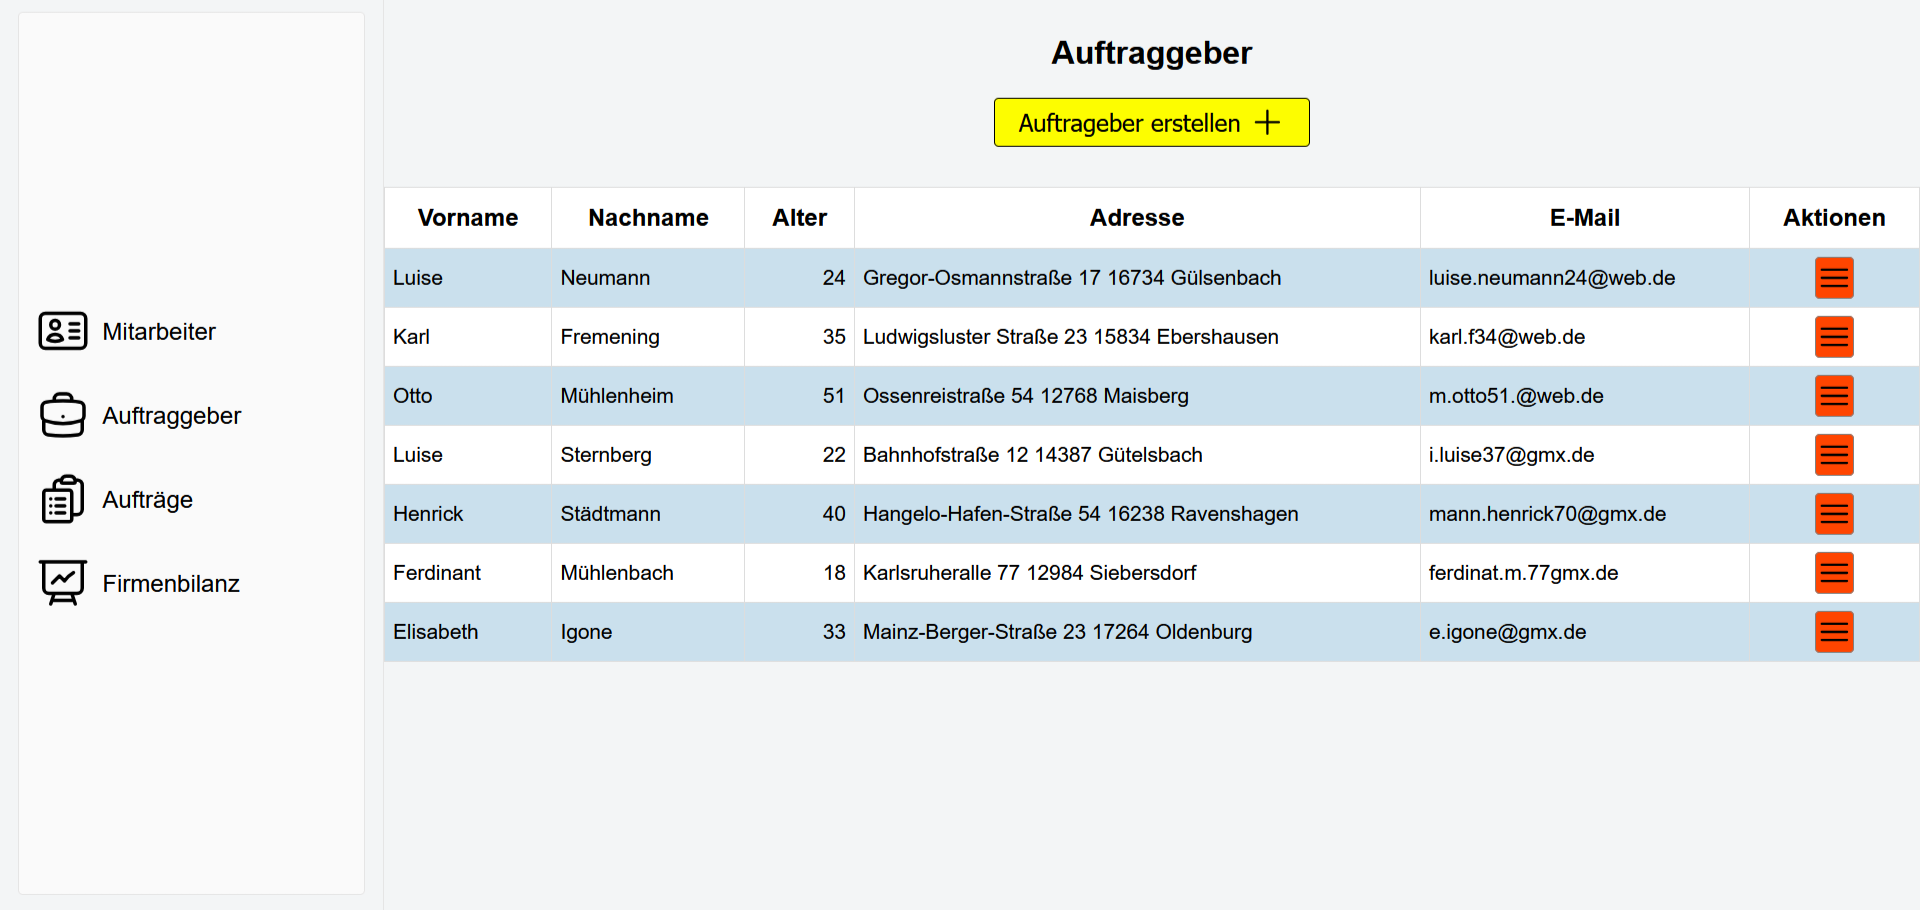 Mitarbeiter
Auftraggeber
Aufträge
Firmenbilanz
Auftraggeber
Auftrageber erstellen
Vorname Nachname Alter Adresse E-Mail Aktionen
Luise Neumann 24 Gregor-Osmannstraße 17 16734 Gülsenbach luise.neumann24@web.de
Karl Fremening 35 Ludwigsluster Straße 23 15834 Ebershausen karl.f34@web.de
Otto Mühlenheim 51 Ossenreistraße 54 12768 Maisberg m.otto51.@web.de
Luise Sternberg 22 Bahnhofstraße 12 14387 Gütelsbach i.luise37@gmx.de
Henrick Städtmann 40 Hangelo-Hafen-Straße 54 16238 Ravenshagen mann.henrick70@gmx.de
Ferdinant Mühlenbach 18 Karlsruheralle 77 12984 Siebersdorf ferdinat.m.77gmx.de
Elisabeth Igone 33 Mainz-Berger-Straße 23 17264 Oldenburg e.igone@gmx.de